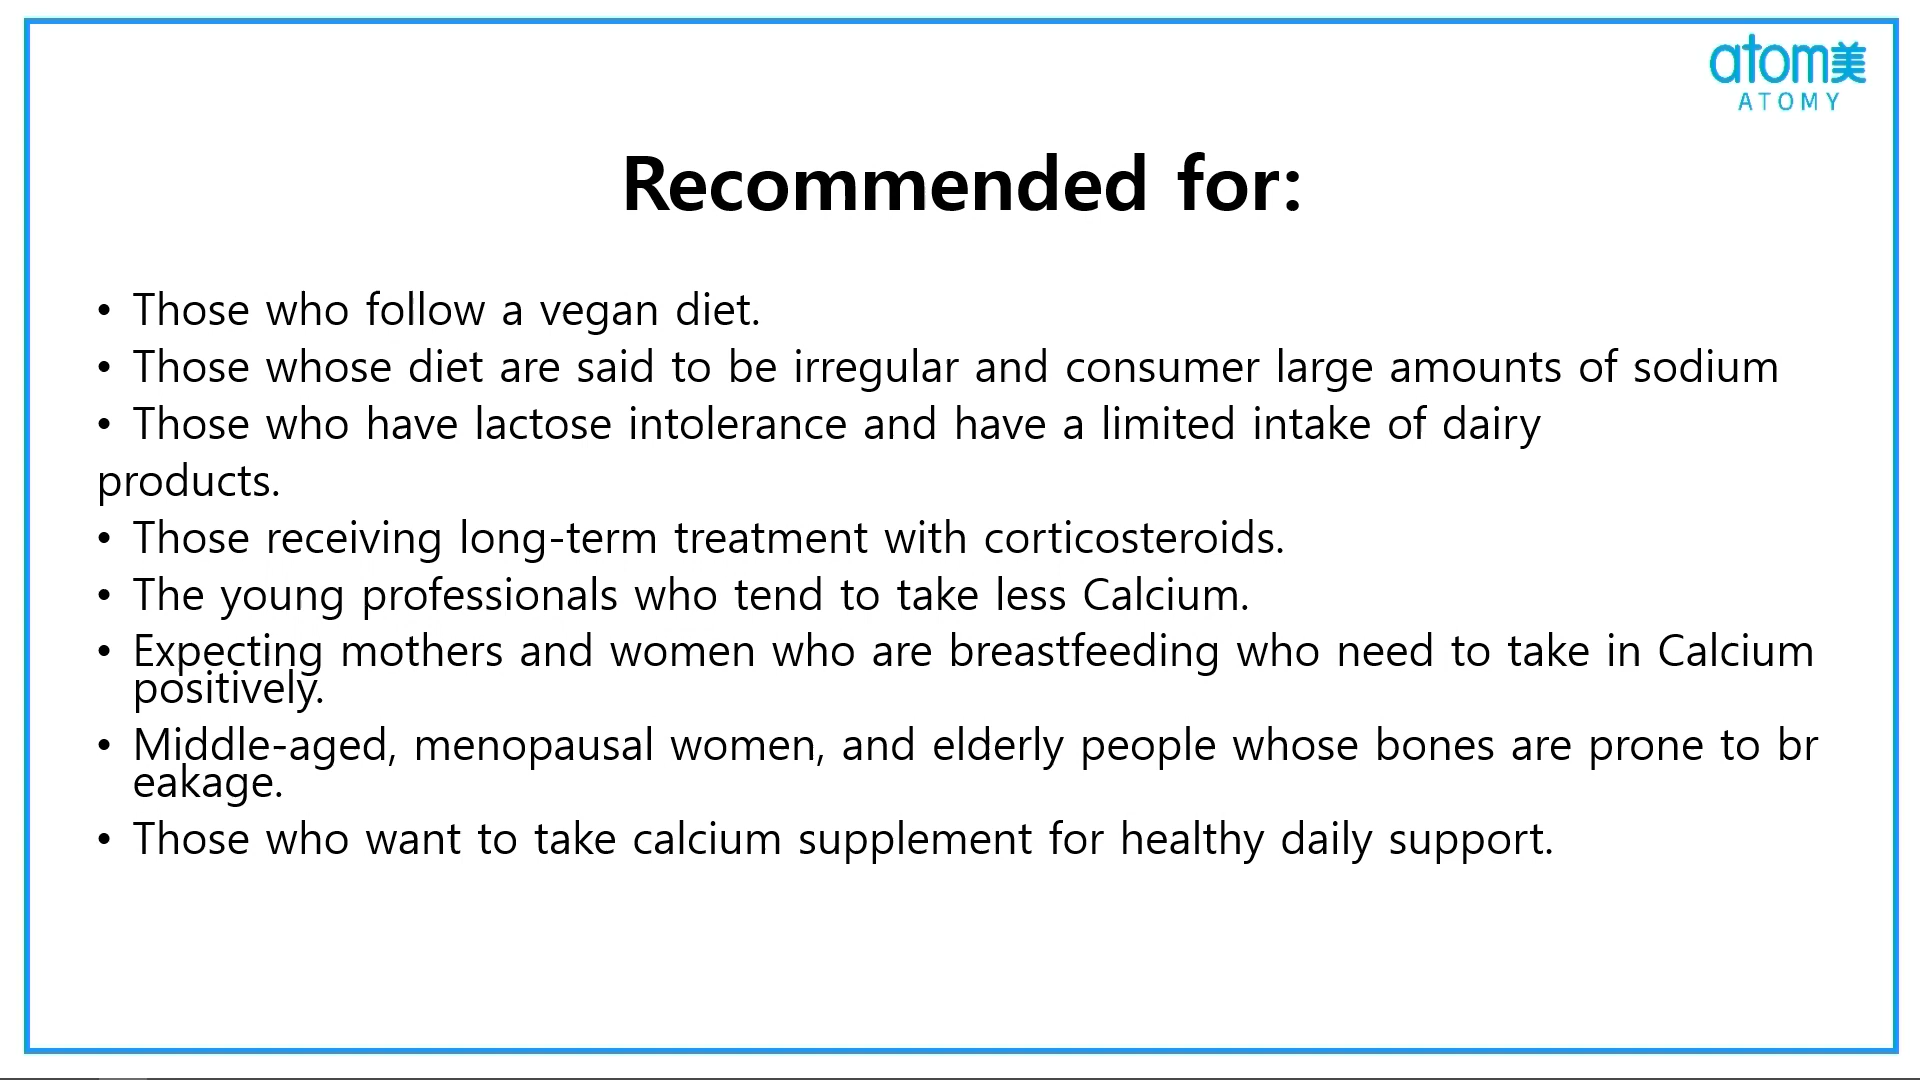 atom美
ATOMY
Recommended for:
• Those who follow a vegan diet.
• Those whose diet are said to be irregular and consumer large amounts of sodium
• Those who have lactose intolerance and have a limited intake of dairy
products.
• Those receiving long-term treatment with corticosteroids.
• The young professionals who tend to take less Calcium.
• Expecting mothers and women who are breastfeeding who need to take in Calcium
positively.
• Middle-aged, menopausal women, and elderly people whose bones are prone to br
eakage.
• Those who want to take calcium supplement for healthy daily support.